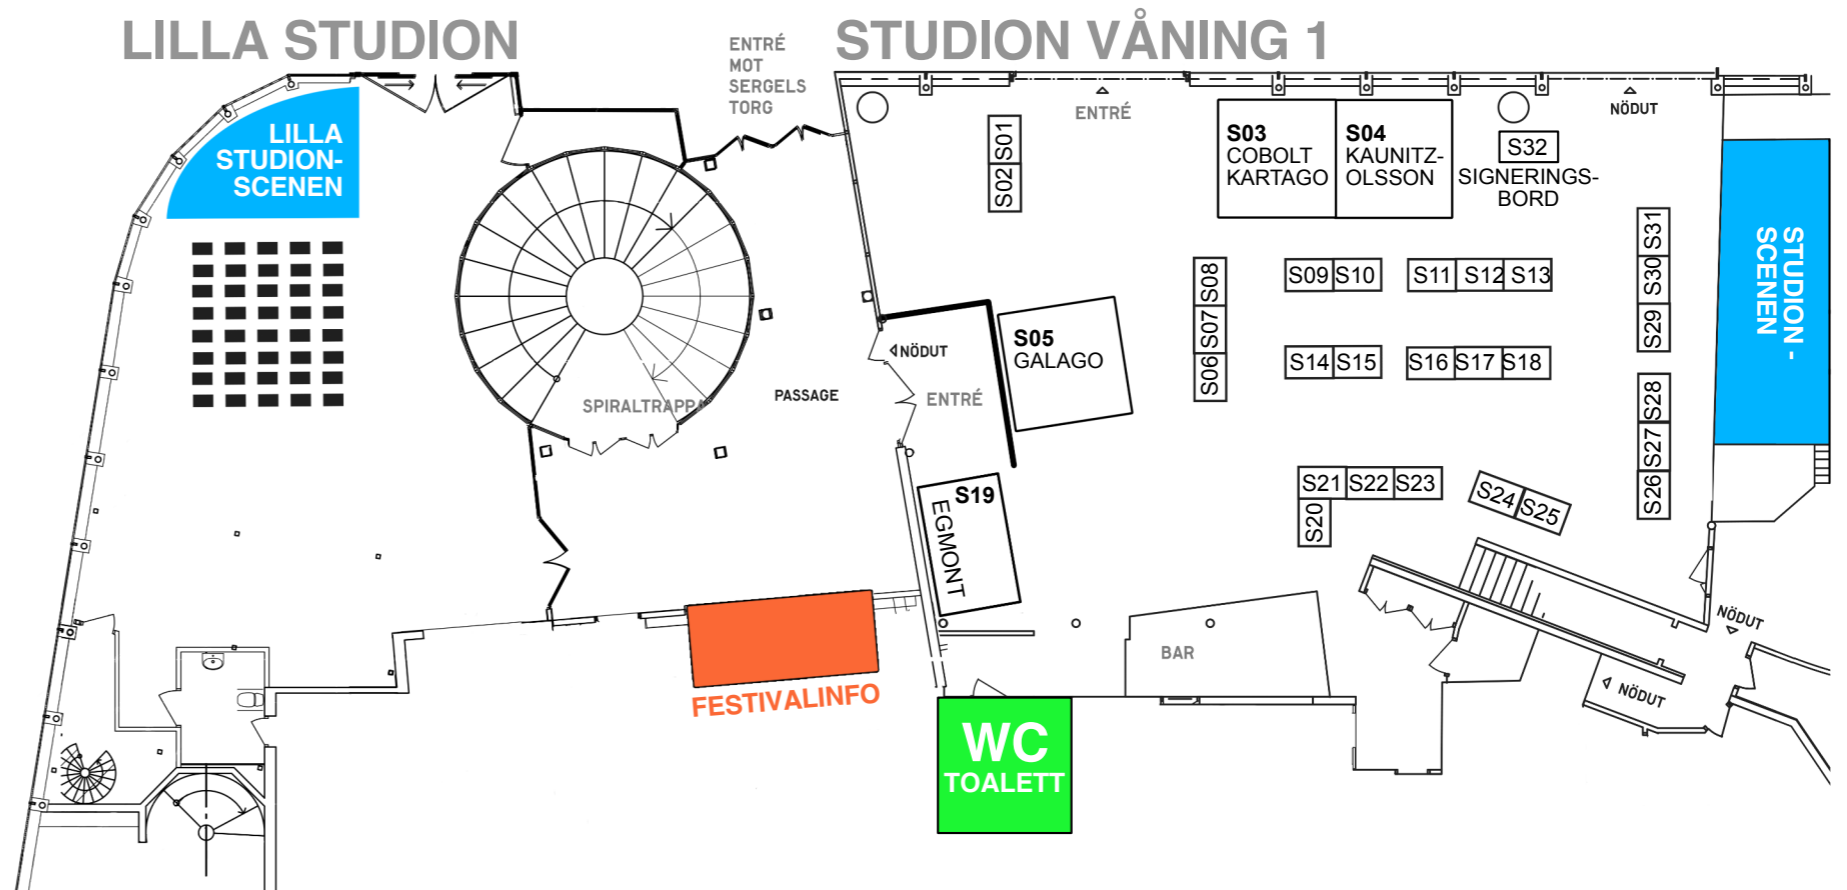 LILLA STUDION
STUDION VÅNING 1
ENTRÉ
MOT
SERGELS
TORG
LILLA
STUDION-
SCENEN
ENTRÉ
NÖDUT
S01
S02
S03
COBOLT
KARTAGO
S04
KAUNITZ-
OLSSON
S32
SIGNERINGS-
BORD
STUDION -
SCENEN
S31
S30
S29
S08
S07
S06
S09 S10
S11 S12 S13
S05
GALAGO
NÖDUT
ENTRÉ
PASSAGE
SPIRALTRAPPA
S14 S15
S16 S17 S18
S28
S27
S26
S19
EGMONT
S21 S22 S23
S20
S24 S25
NÖDUT
BAR
NÖDUT
FESTIVALINFO
WC
TOALETT